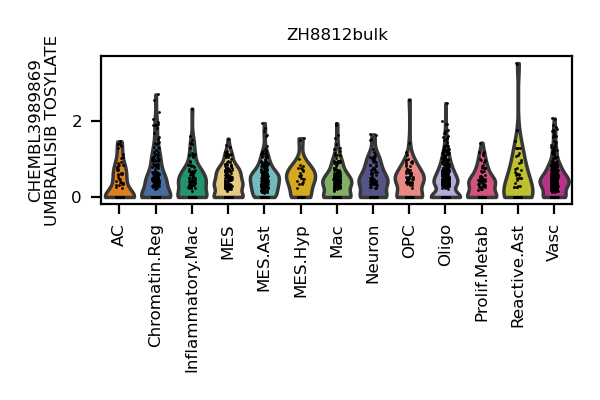 ZH8812bulk
CHEMBL3989869
UMBRALISIB TOSYLATE
2
0
AC
Chromatin.Reg
Inflammatory.Mac
MES
MES.Ast
MES.Hyp
Mac
Neuron
OPC
Oligo
Prolif.Metab
Reactive.Ast
Vasc